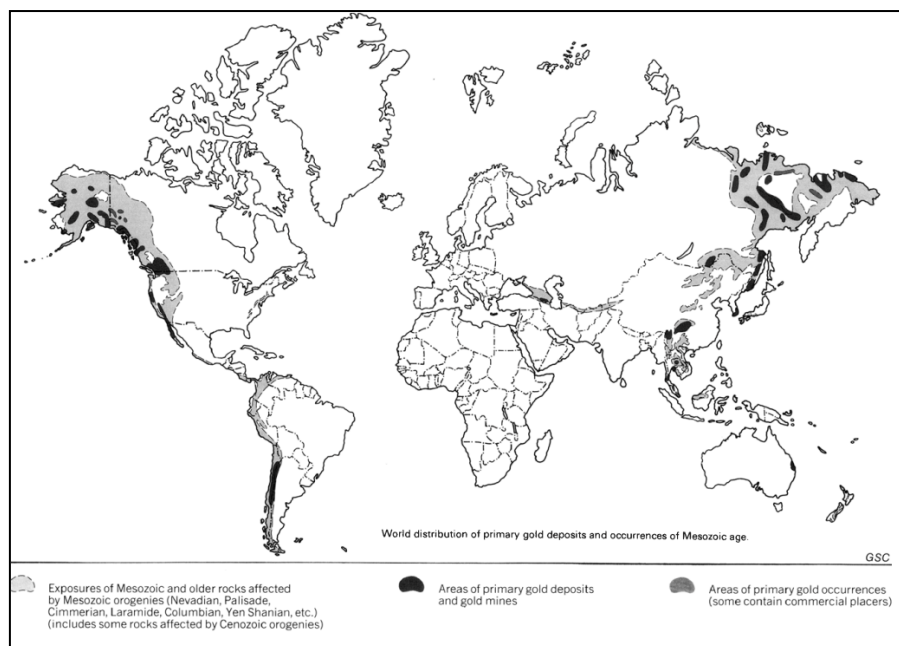 World distribution of primary gold deposits and occurrences of Mesozoic age.
GSC
Exposures of Mesozoic and older rocks affected
by Mesozoic orogenies (Nevadian, Palisade,
Cimmerian, Laramide, Columbian, Yen Shanian, etc.)
(includes some rocks affected by Cenozoic orogenies)
Areas of primary gold deposits
and gold mines
Areas of primary gold occurrences
(some contain commercial placers)